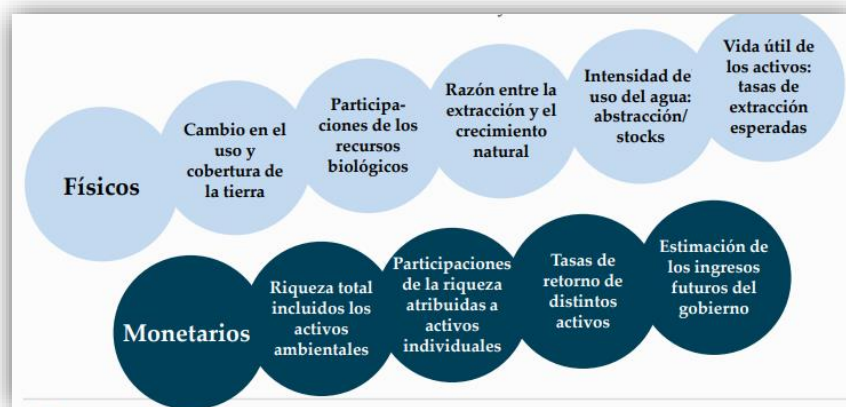 Físicos
Cambio en el
uso y
cobertura de
la tierra
Participa-
ciones de los
recursos
biológicos
Razón entre la
extracción y el
crecimiento
natural
Intensidad de
uso del agua:
abstracción/
stocks
Vida útil de
los activos:
tasas de
extracción
esperadas
Monetarios
Riqueza total
incluidos los
activos
ambientales
Participaciones
de la riqueza
atribuidas a
activos
individuales
Tasas de
retorno de
distintos
activos
Estimación de
los ingresos
futuros del
gobierno